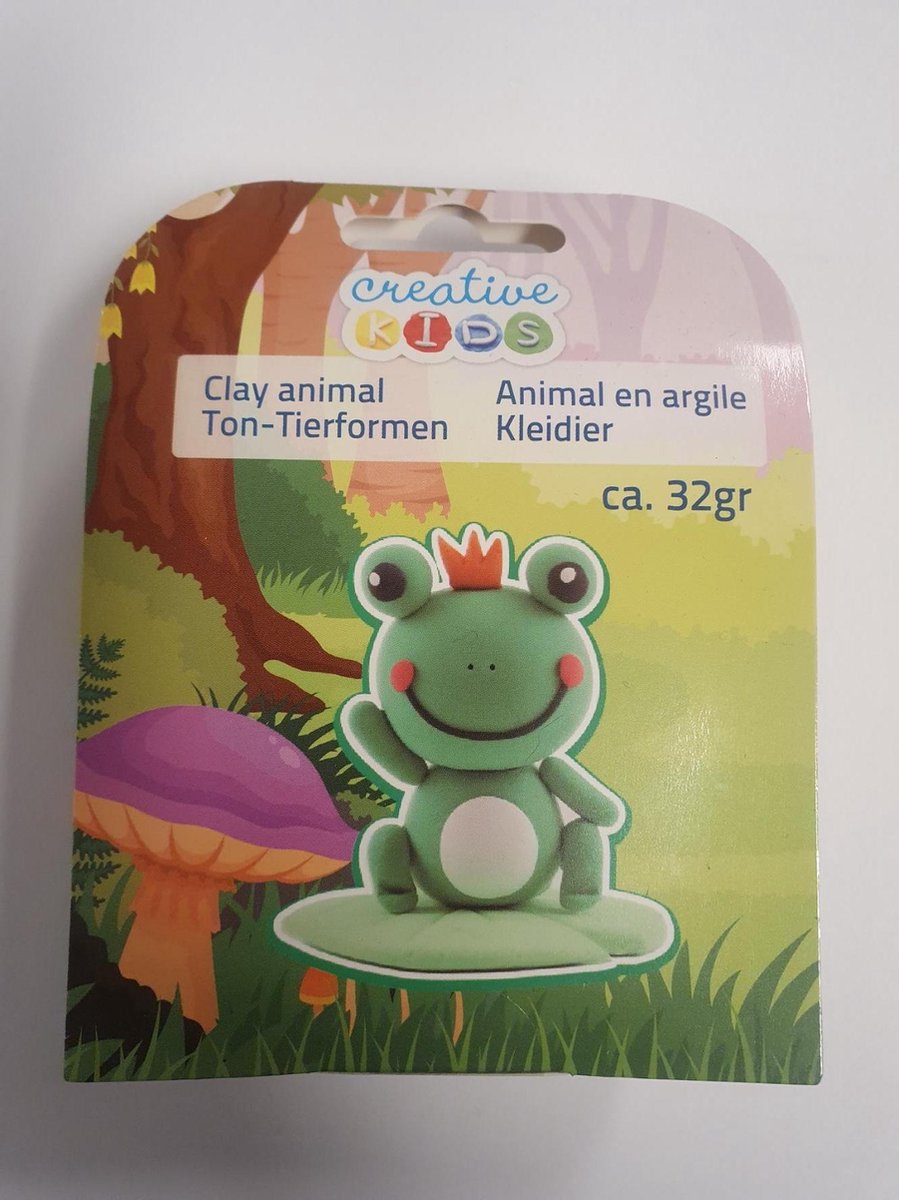 creative
KIDS
Clay animal
Ton-Tierformen
Animal en argile
Kleidier
ca. 32gr